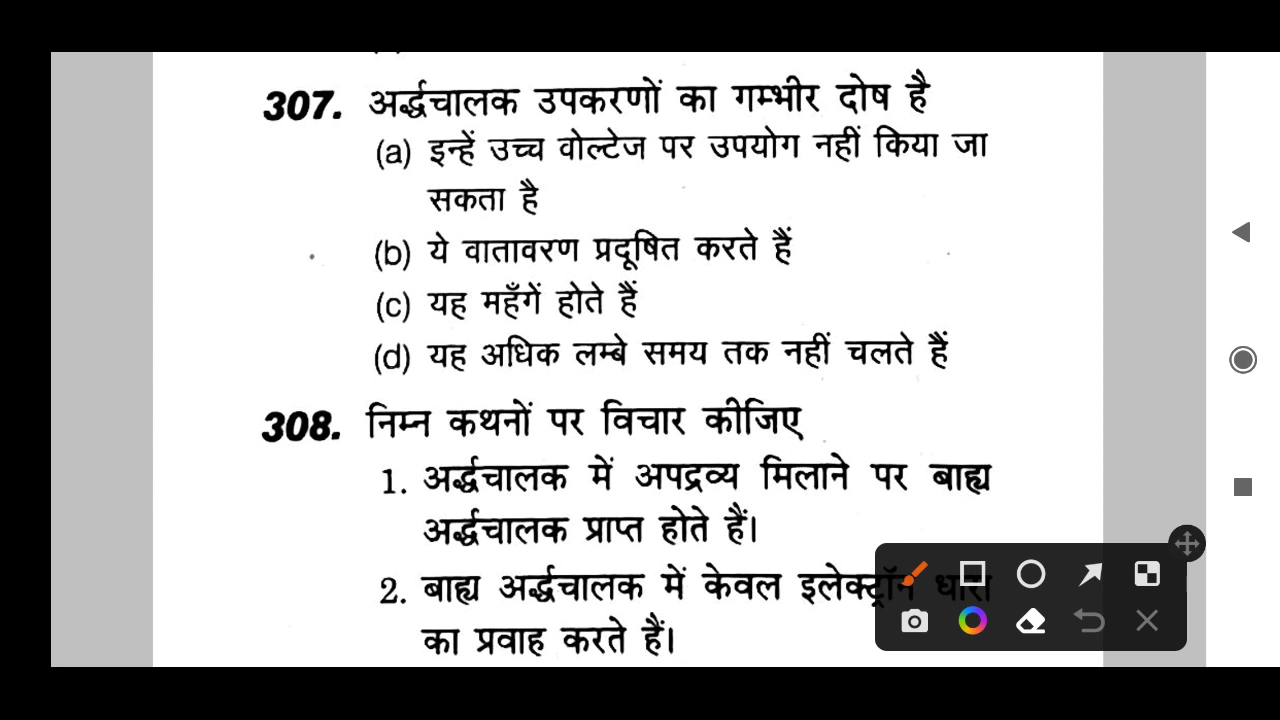 307. अर्द्धचालक उपकरणों का गम्भीर दोष है
(a) इन्हें उच्च वोल्टेज पर उपयोग नहीं किया जा
सकता है
(b) ये वातावरण प्रदूषित करते हैं
(c) यह महँगें होते हैं
(d) यह अधिक लम्बे समय तक नहीं चलते हैं
308. निम्न कथनों पर विचार कीजिए
1. अर्द्धचालक में अपद्रव्य मिलाने पर बाह्य
अर्द्धचालक प्राप्त होते हैं।
2. बाह्य अर्द्धचालक में केवल इलेक्ट्रॉन धारा
का प्रवाह करते हैं।